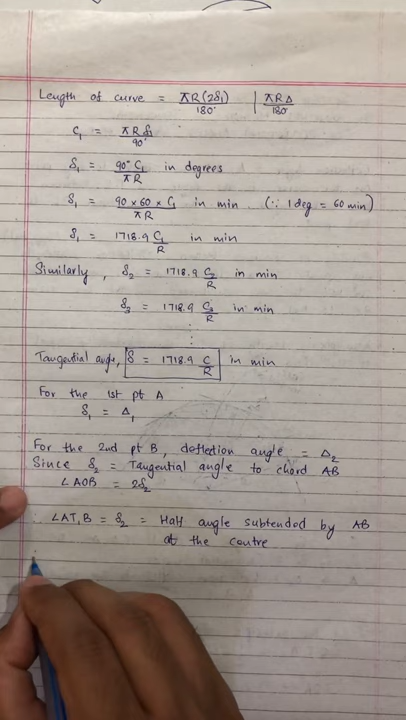 Length of curve = πR(2δ₁)/180° | πRΔ/180
C₁ = πRδ₁/90°
δ₁ = 90° C₁/πR in degrees
δ₁ = 90 x 60 x C₁/πR in min (∵ 1 deg = 60 min)
δ₁ = 1718.9 C₁/R in min
Similarly, δ₂ = 1718.9 C₂/R in min
δ₃ = 1718.9 C₃/R in min
⋮
Tangential angle, δ = 1718.9 C/R in min
For the 1st pt A
δ₁ = Δ₁
For the 2nd pt B, deflection angle = Δ₂
Since δ₂ = Tangential angle to chord AB
∠AOB = 2δ₂
∠AT₁B = δ₂ = Half angle subtended by AB
at the centre